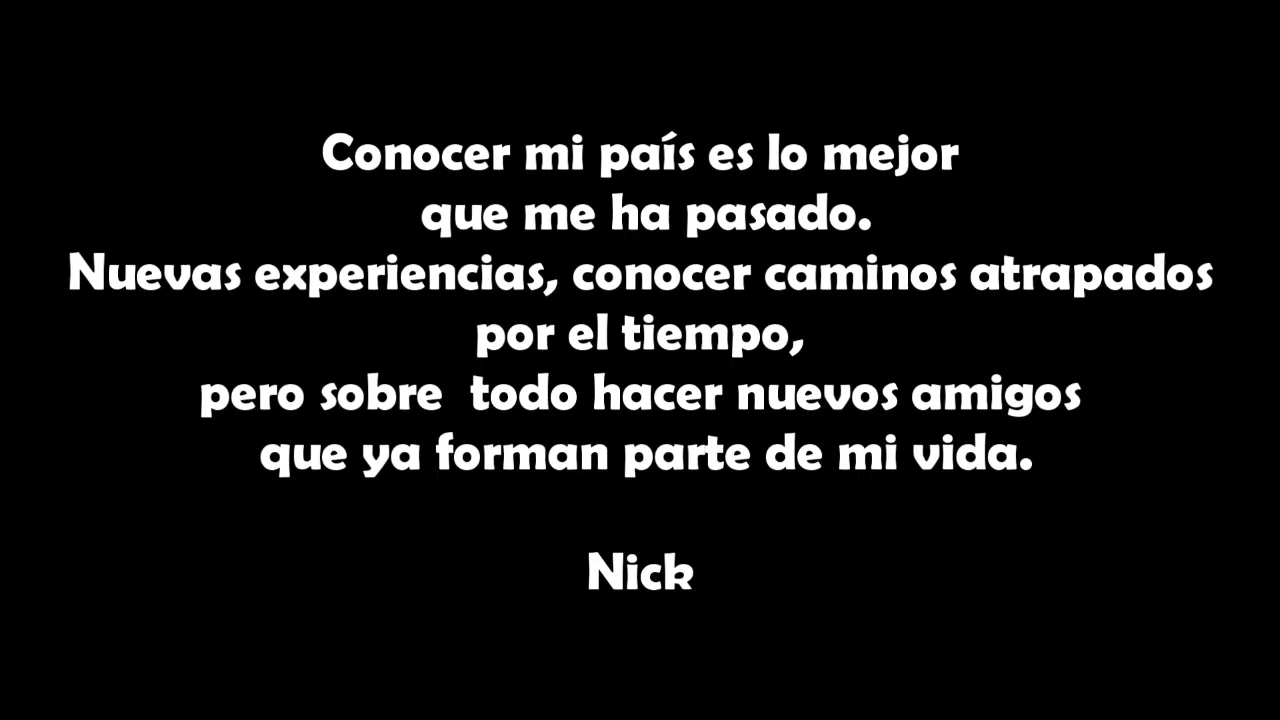 Conocer mi país es lo mejor
que me ha pasado.
Nuevas experiencias, conocer caminos atrapados
por el tiempo,
pero sobre  todo hacer nuevos amigos
que ya forman parte de mi vida.
Nick